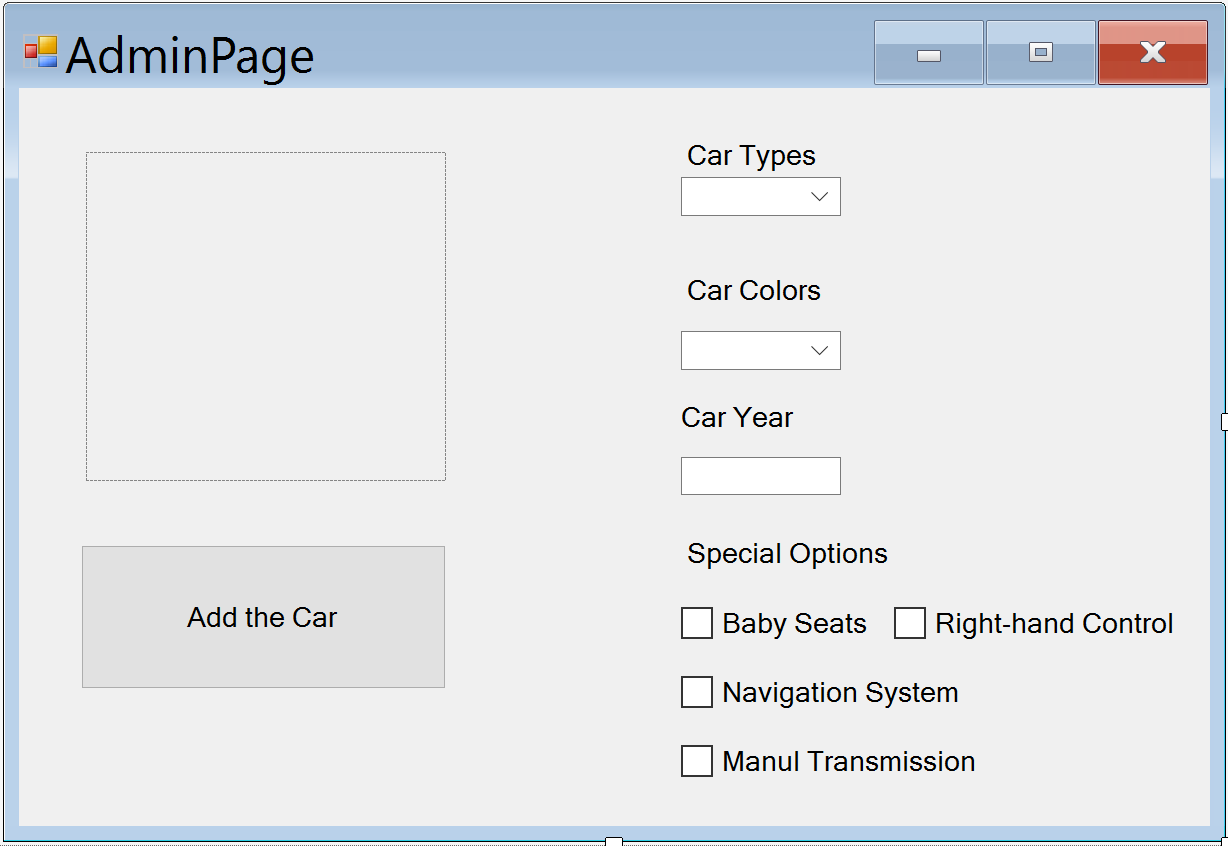 AdminPage
Car Types
Car Colors
Car Year
Special Options
Add the Car
Baby Seats Right-hand Control
Navigation System
Manul Transmission